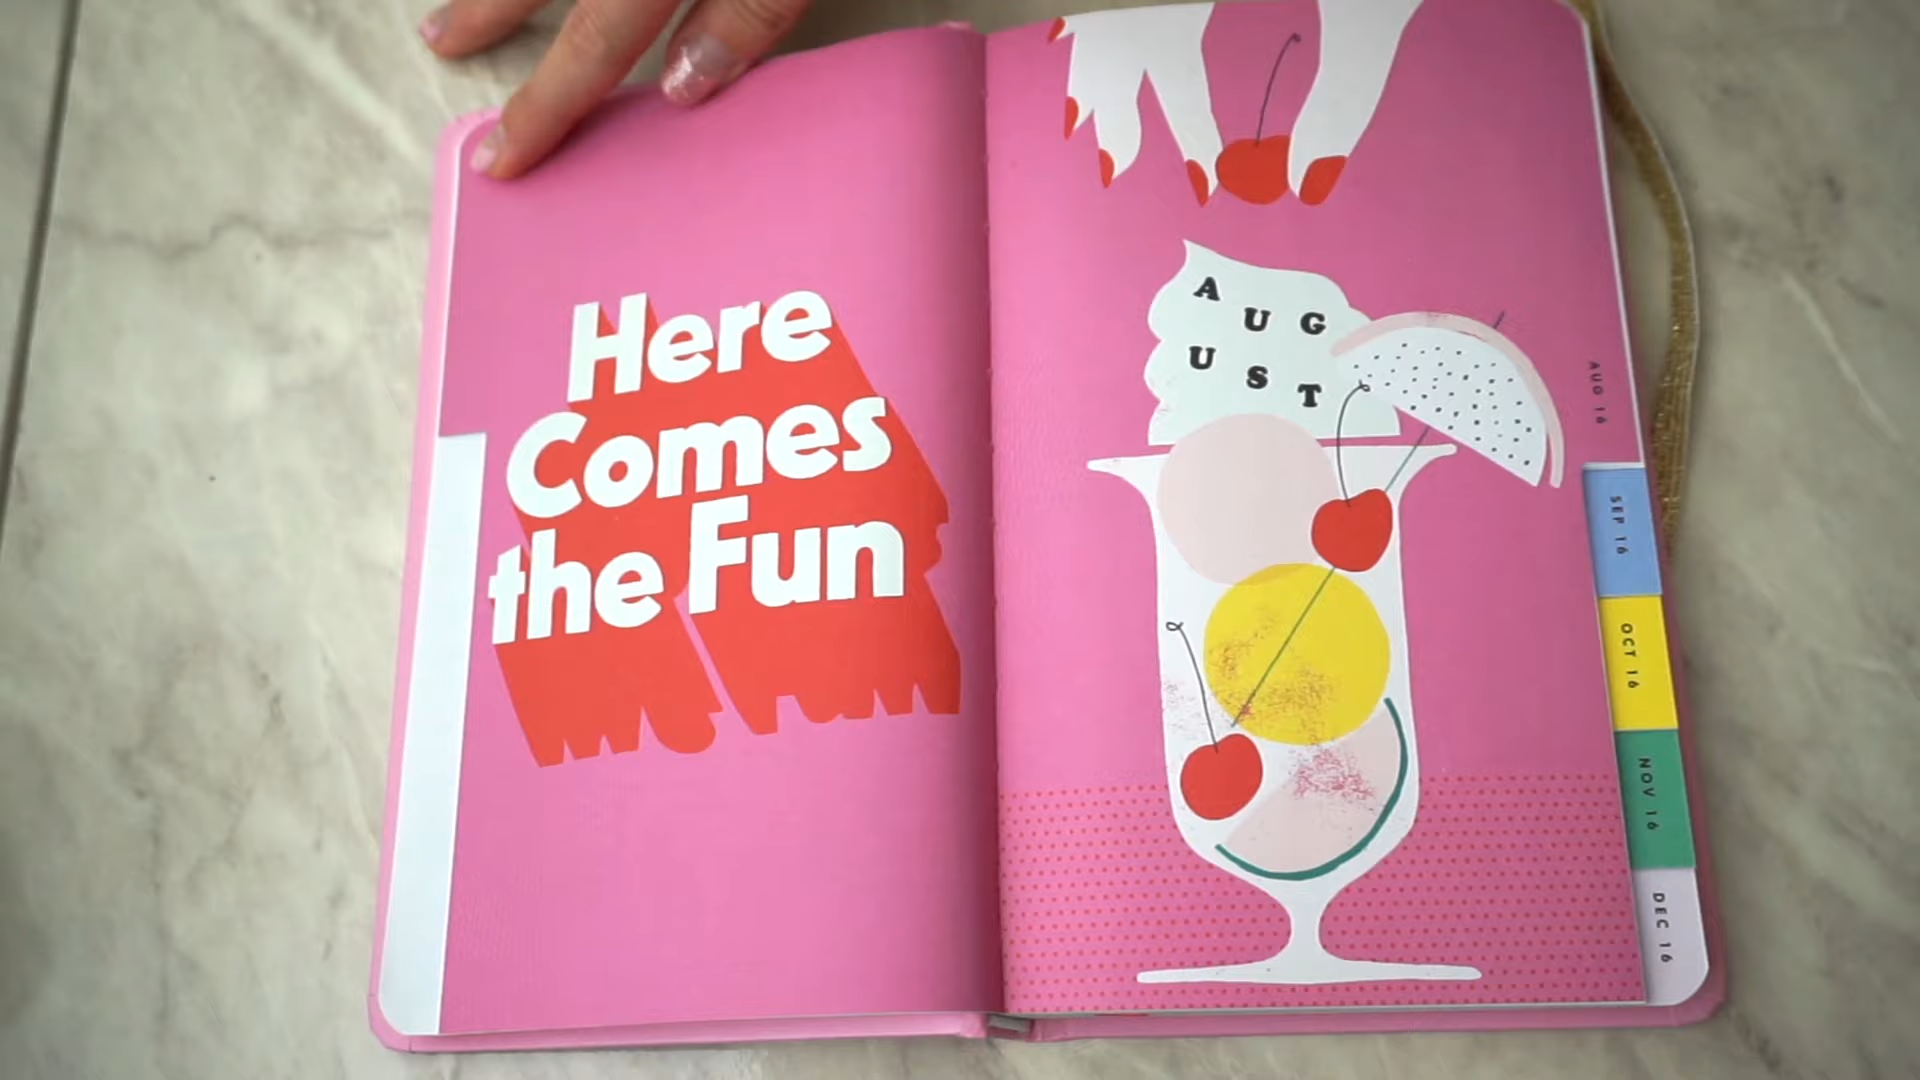 Here
Comes
the Fun
A
U G
U
S
T
AUG 16
SEP 16
OCT 16
NOV 16
DEC 16